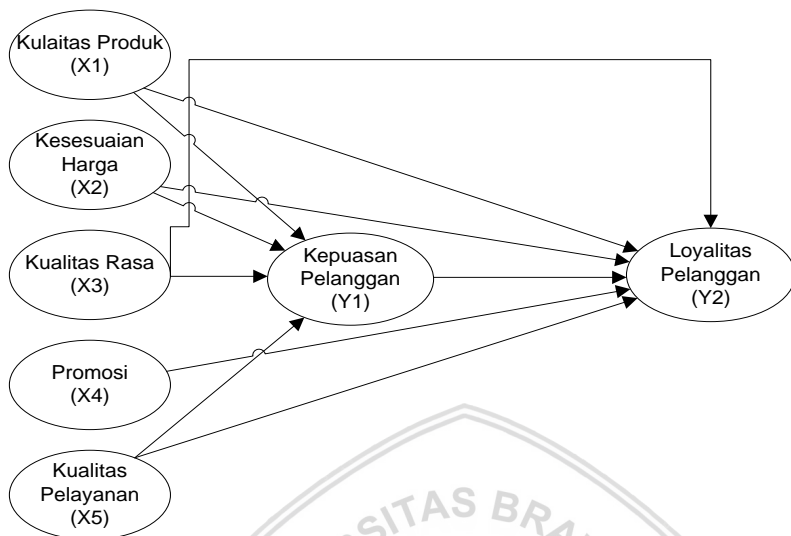 Kulaitas Produk
(X1)
Kesesuaian
Harga
(X2)
Kualitas Rasa
(X3)
Promosi
(X4)
Kualitas
Pelayanan
(X5)
Kepuasan
Pelanggan
(Y1)
Loyalitas
Pelanggan
(Y2)
SITAS BRA